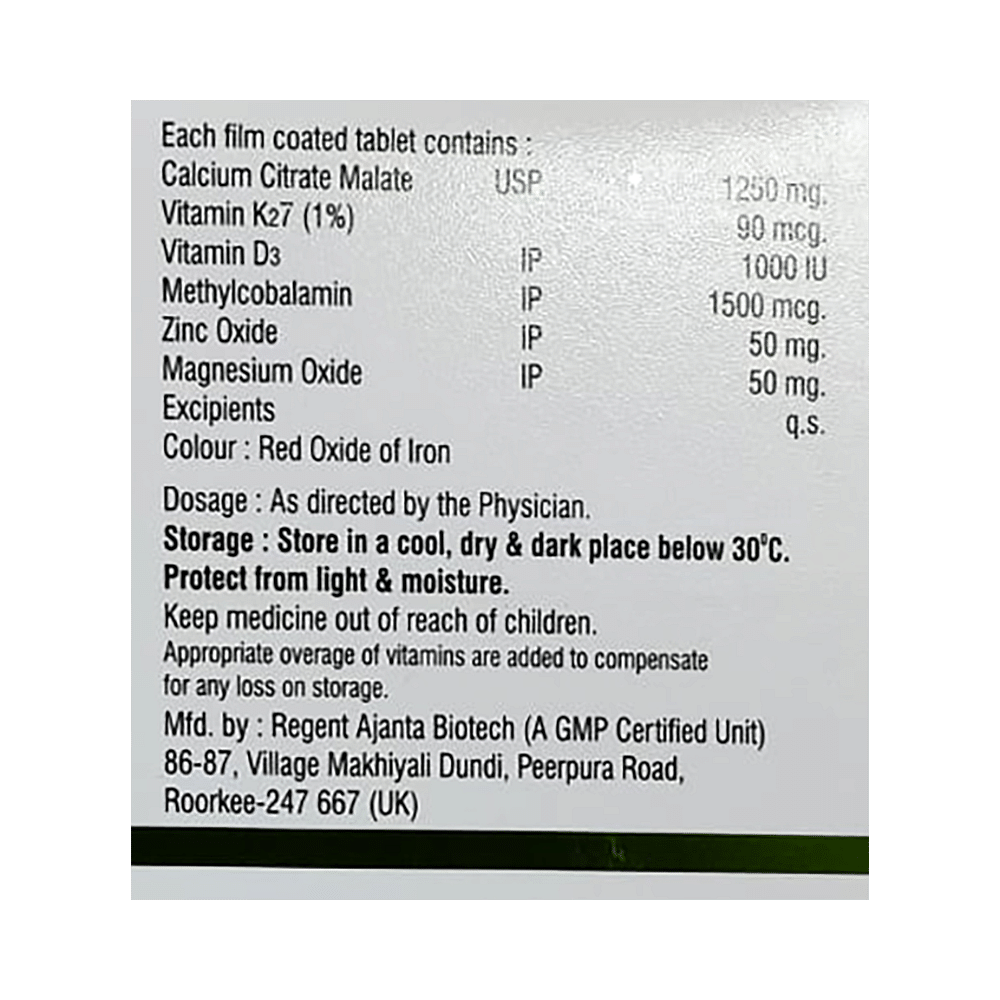 Each film coated tablet contains :
Calcium Citrate Malate USP 1250 mg.
Vitamin K27 (1%) 90 mcg.
Vitamin D3 IP 1000 IU
Methylcobalamin IP 1500 mcg.
Zinc Oxide IP 50 mg.
Magnesium Oxide IP 50 mg.
Excipients q.s.
Colour : Red Oxide of Iron
Dosage : As directed by the Physician.
Storage : Store in a cool, dry & dark place below 30°C.
Protect from light & moisture.
Keep medicine out of reach of children.
Appropriate overage of vitamins are added to compensate
for any loss on storage.
Mfd. by : Regent Ajanta Biotech (A GMP Certified Unit)
86-87, Village Makhiyali Dundi, Peerpura Road,
Roorkee-247 667 (UK)